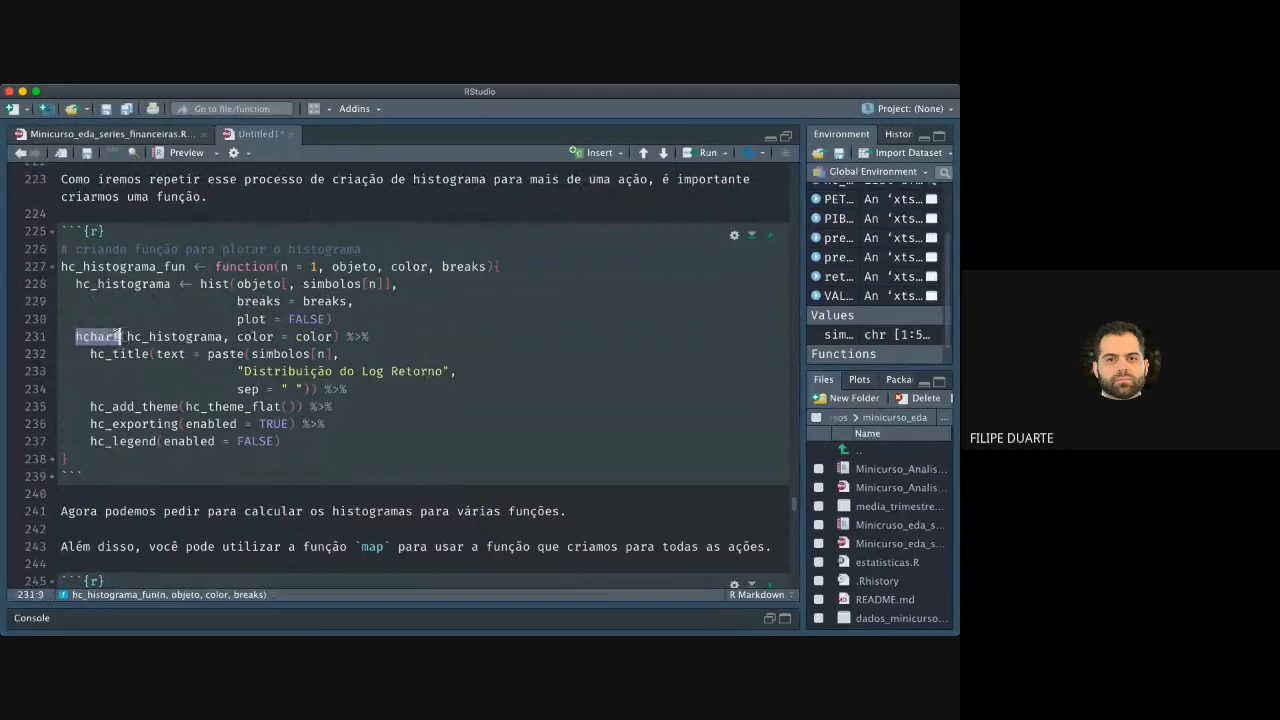 RStudio
Go to file/function
Addins
Project: (None)
Minicurso_eda_series_financeiras.R...
Untitled1*
Preview
Insert
Run
223 Como iremos repetir esse processo de criação de histograma para mais de uma ação, é importante
criarmos uma função.
224
225 ```{r}
226 # criando função para plotar o histograma
227 hc_histograma_fun ← function(n = 1, objeto, color, breaks){
228 hc_histograma ← hist(objeto[, simbolos[n]],
229 breaks = breaks,
230 plot = FALSE)
231 hchart(hc_histograma, color = color) %>%
232 hc_title(text = paste(simbolos[n],
233 "Distribuição do Log Retorno",
234 sep = " ")) %>%
235 hc_add_theme(hc_theme_flat()) %>%
236 hc_exporting(enabled = TRUE) %>%
237 hc_legend(enabled = FALSE)
238 }
239 ```
240
241 Agora podemos pedir para calcular os histogramas para várias funções.
242
243 Além disso, você pode utilizar a função `map` para usar a função que criamos para todas as ações.
244
245 ```{r}
231:9 hc_histograma_fun(n, objeto, color, breaks) R Markdown
Console
Environment Histor
Import Dataset
Global Environment
PET... An ‘xts...
PIB... An ‘xts...
pre... An ‘xts...
pre... An ‘xts...
ret... An ‘xts...
VAL... An ‘xts...
Values
sim... chr [1:5...
Functions
Files Plots Packa
New Folder Delete
minicurso_eda ...
Name
..
Minicurso_Analis...
Minicurso_Analis...
media_trimestre...
Minicruso_eda_s...
Minicurso_eda_s...
estatisticas.R
.Rhistory
README.md
dados_minicurso...
FILIPE DUARTE